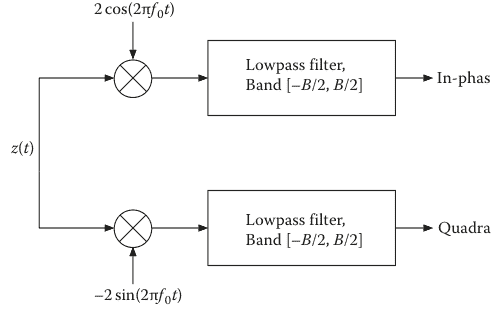 2 cos(2πf₀t)
Lowpass filter,
Band [–B/2, B/2]
In-phas
z(t)
Lowpass filter,
Band [–B/2, B/2]
Quadra
–2 sin(2πf₀t)